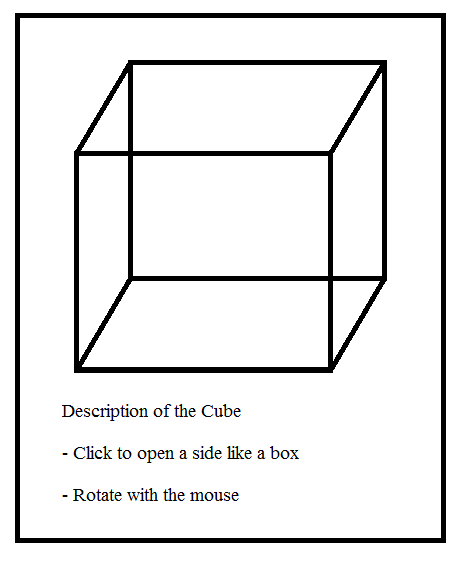 Description of the Cube
- Click to open a side like a box
- Rotate with the mouse